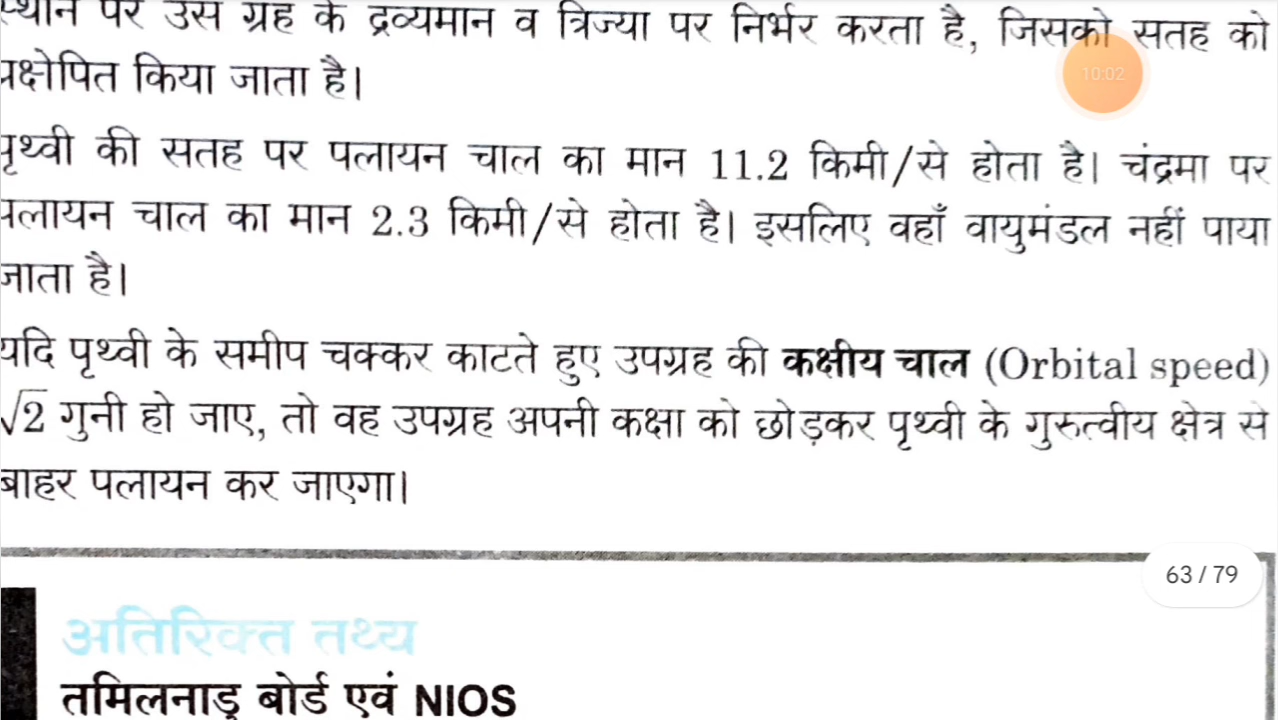 स्थान पर उस ग्रह के द्रव्यमान व त्रिज्या पर निर्भर करता है, जिसको सतह को
प्रक्षेपित किया जाता है।
10:02
पृथ्वी की सतह पर पलायन चाल का मान 11.2 किमी/से होता है। चंद्रमा पर
पलायन चाल का मान 2.3 किमी/से होता है। इसलिए वहाँ वायुमंडल नहीं पाया
जाता है।
यदि पृथ्वी के समीप चक्कर काटते हुए उपग्रह की कक्षीय चाल (Orbital speed)
√2 गुनी हो जाए, तो वह उपग्रह अपनी कक्षा को छोड़कर पृथ्वी के गुरुत्वीय क्षेत्र से
बाहर पलायन कर जाएगा।
63 / 79
अतिरिक्त तथ्य
तमिलनाडु बोर्ड एवं NIOS